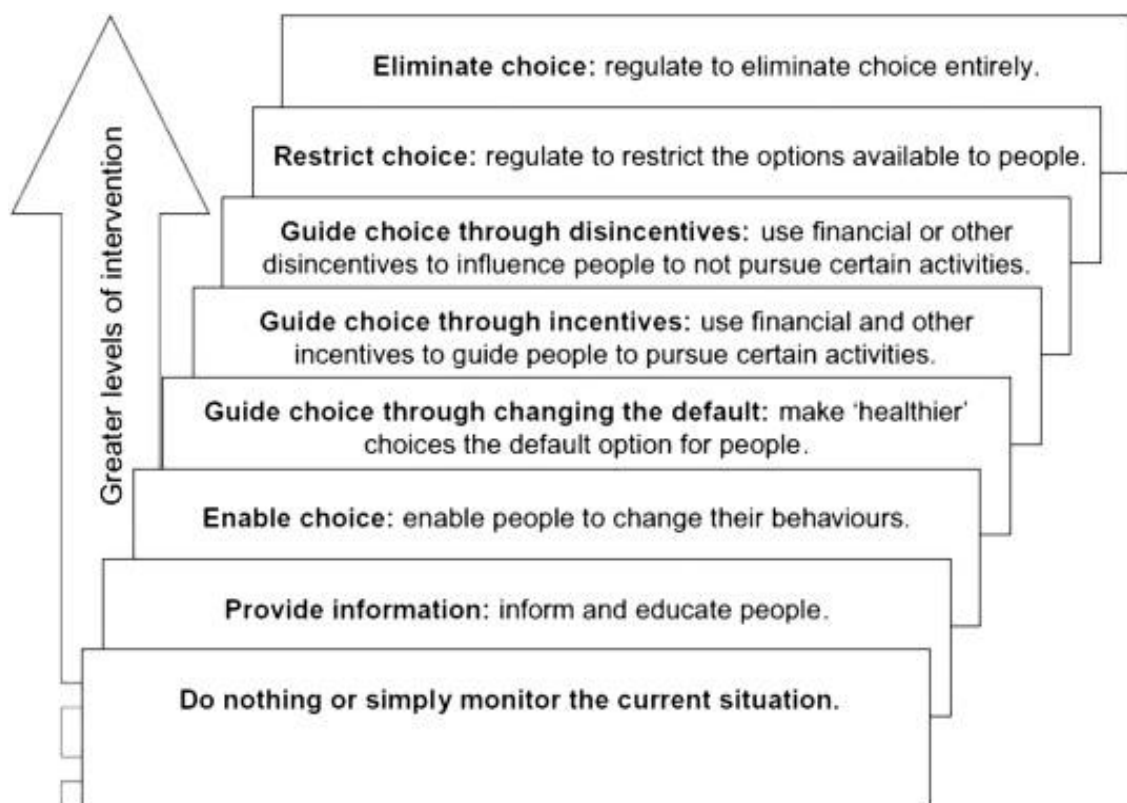 Eliminate choice: regulate to eliminate choice entirely.
Restrict choice: regulate to restrict the options available to people.
Guide choice through disincentives: use financial or other
disincentives to influence people to not pursue certain activities.
Guide choice through incentives: use financial and other
incentives to guide people to pursue certain activities.
Guide choice through changing the default: make ‘healthier’
choices the default option for people.
Enable choice: enable people to change their behaviours.
Provide information: inform and educate people.
Do nothing or simply monitor the current situation.
Greater levels of intervention